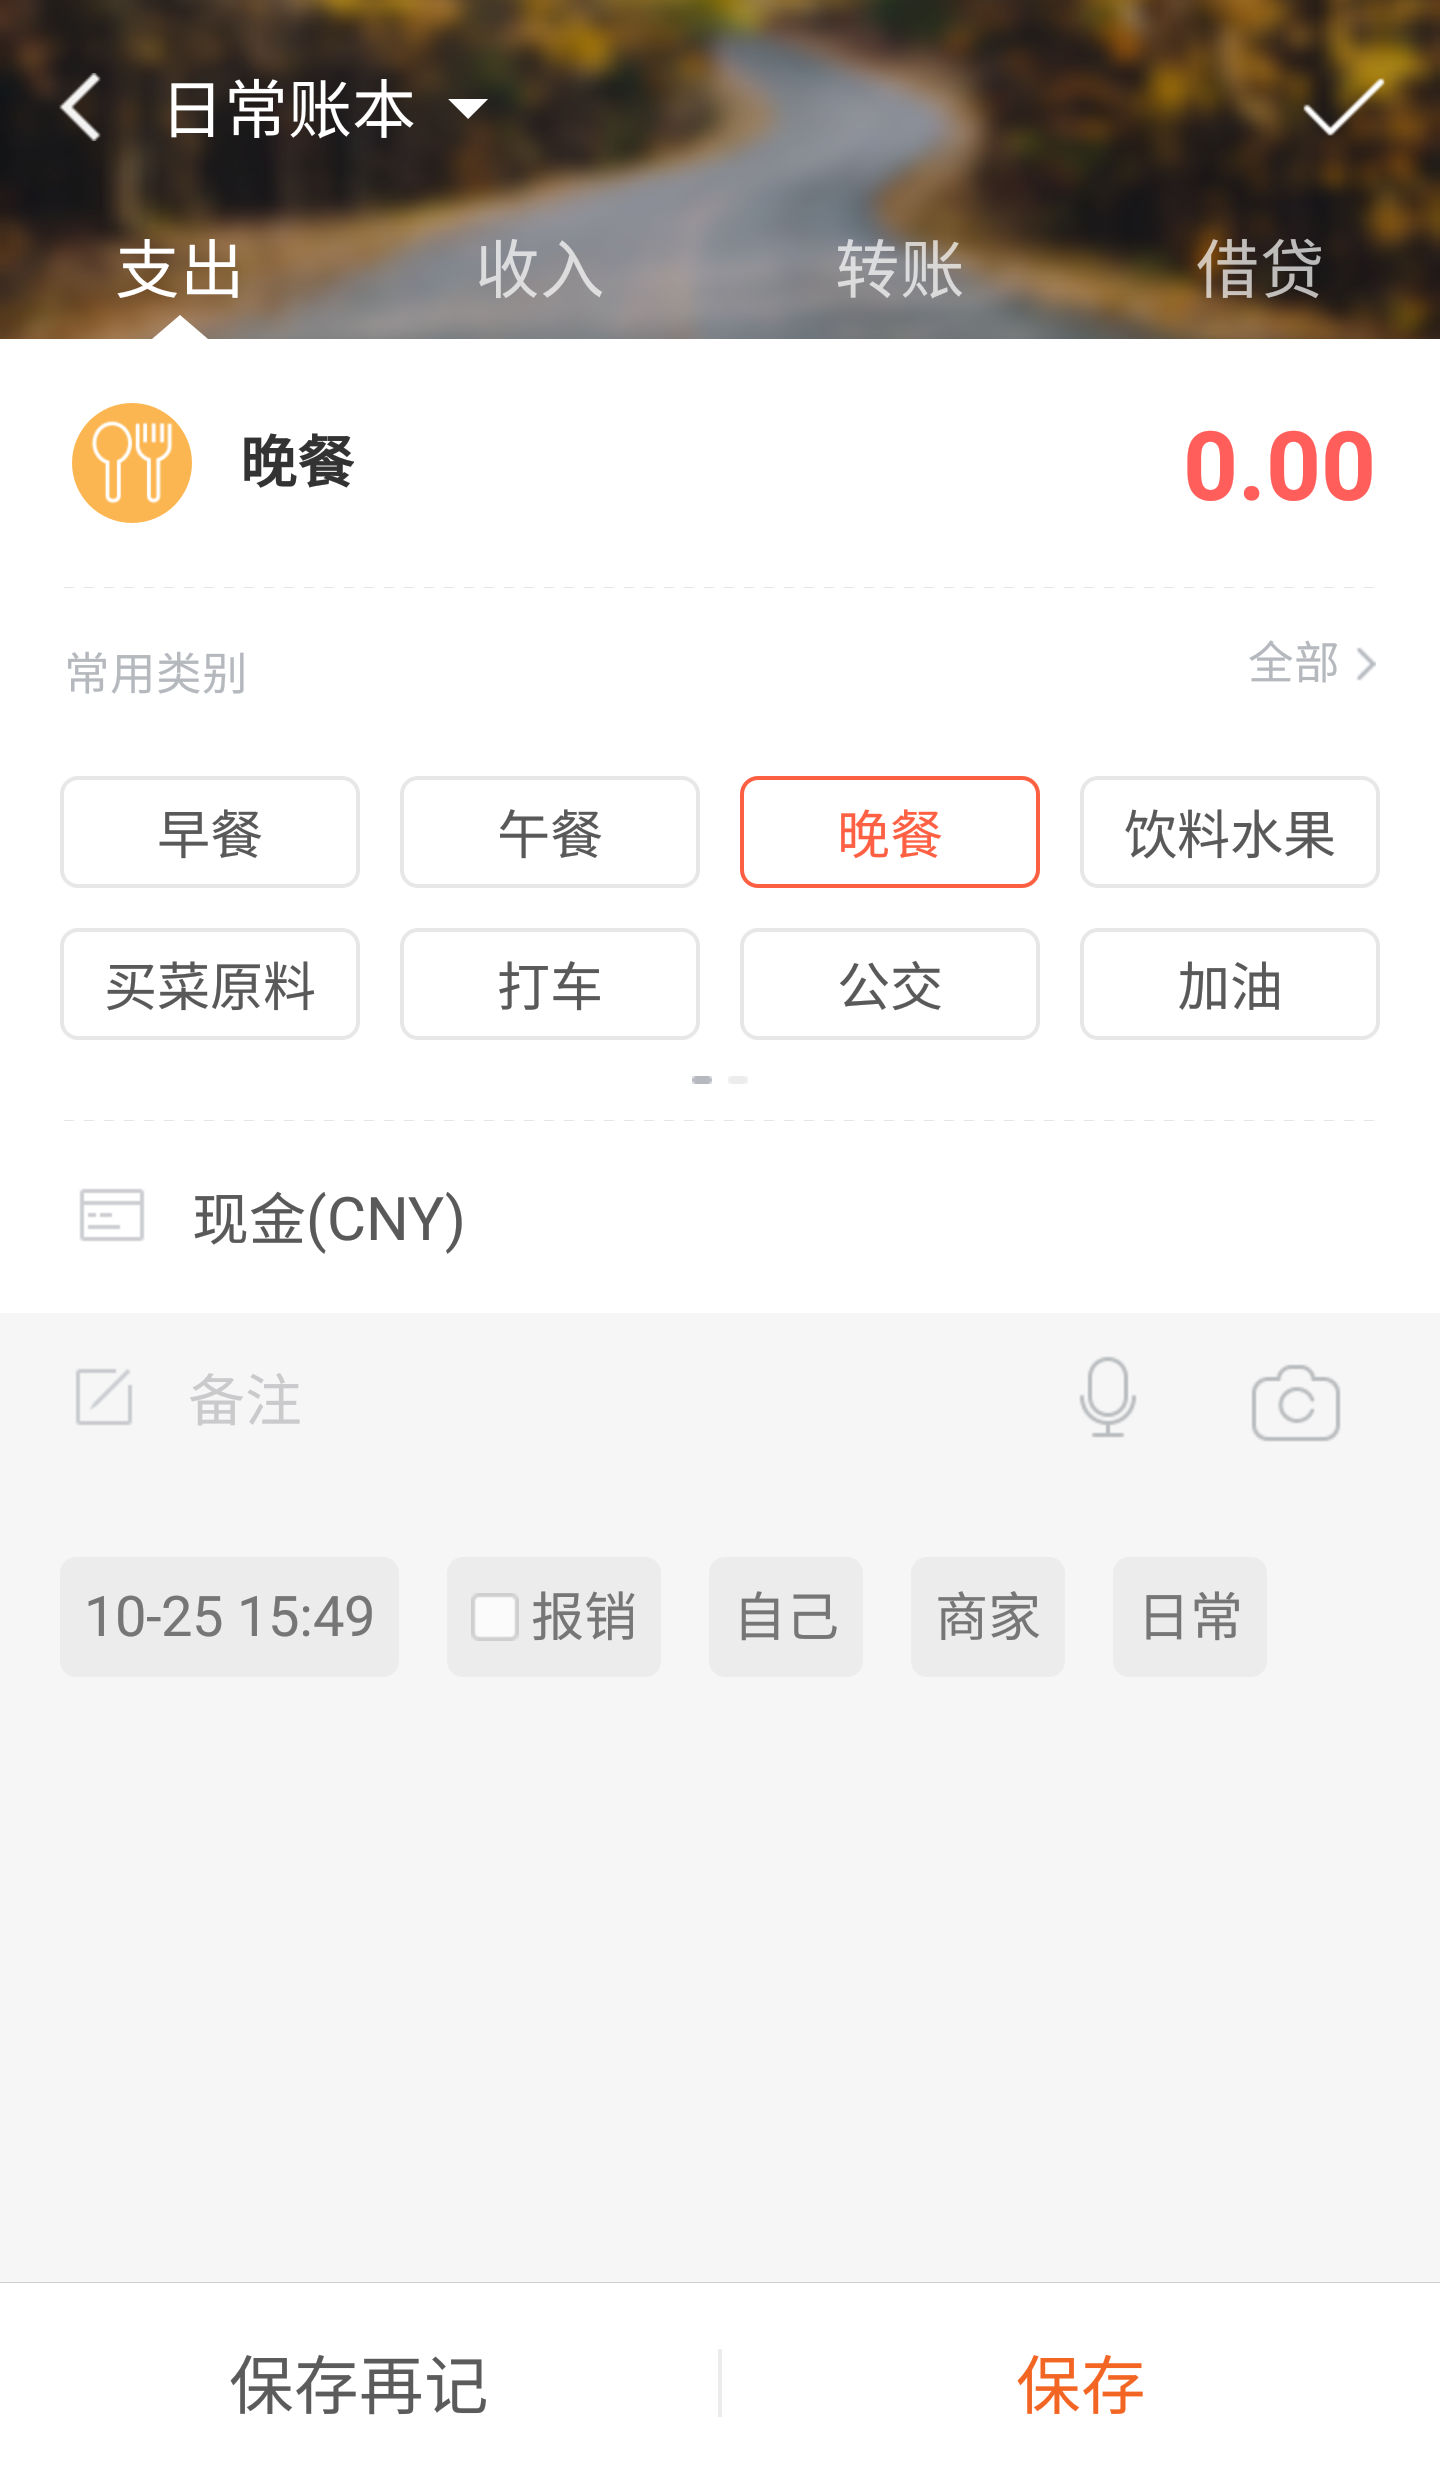 日常账本
支出 收入 转账 借贷
晚餐 0.00
常用类别 全部
早餐 午餐 晚餐 饮料水果
买菜原料 打车 公交 加油
现金(CNY)
备注
10-25 15:49 报销 自己 商家 日常
保存再记 保存